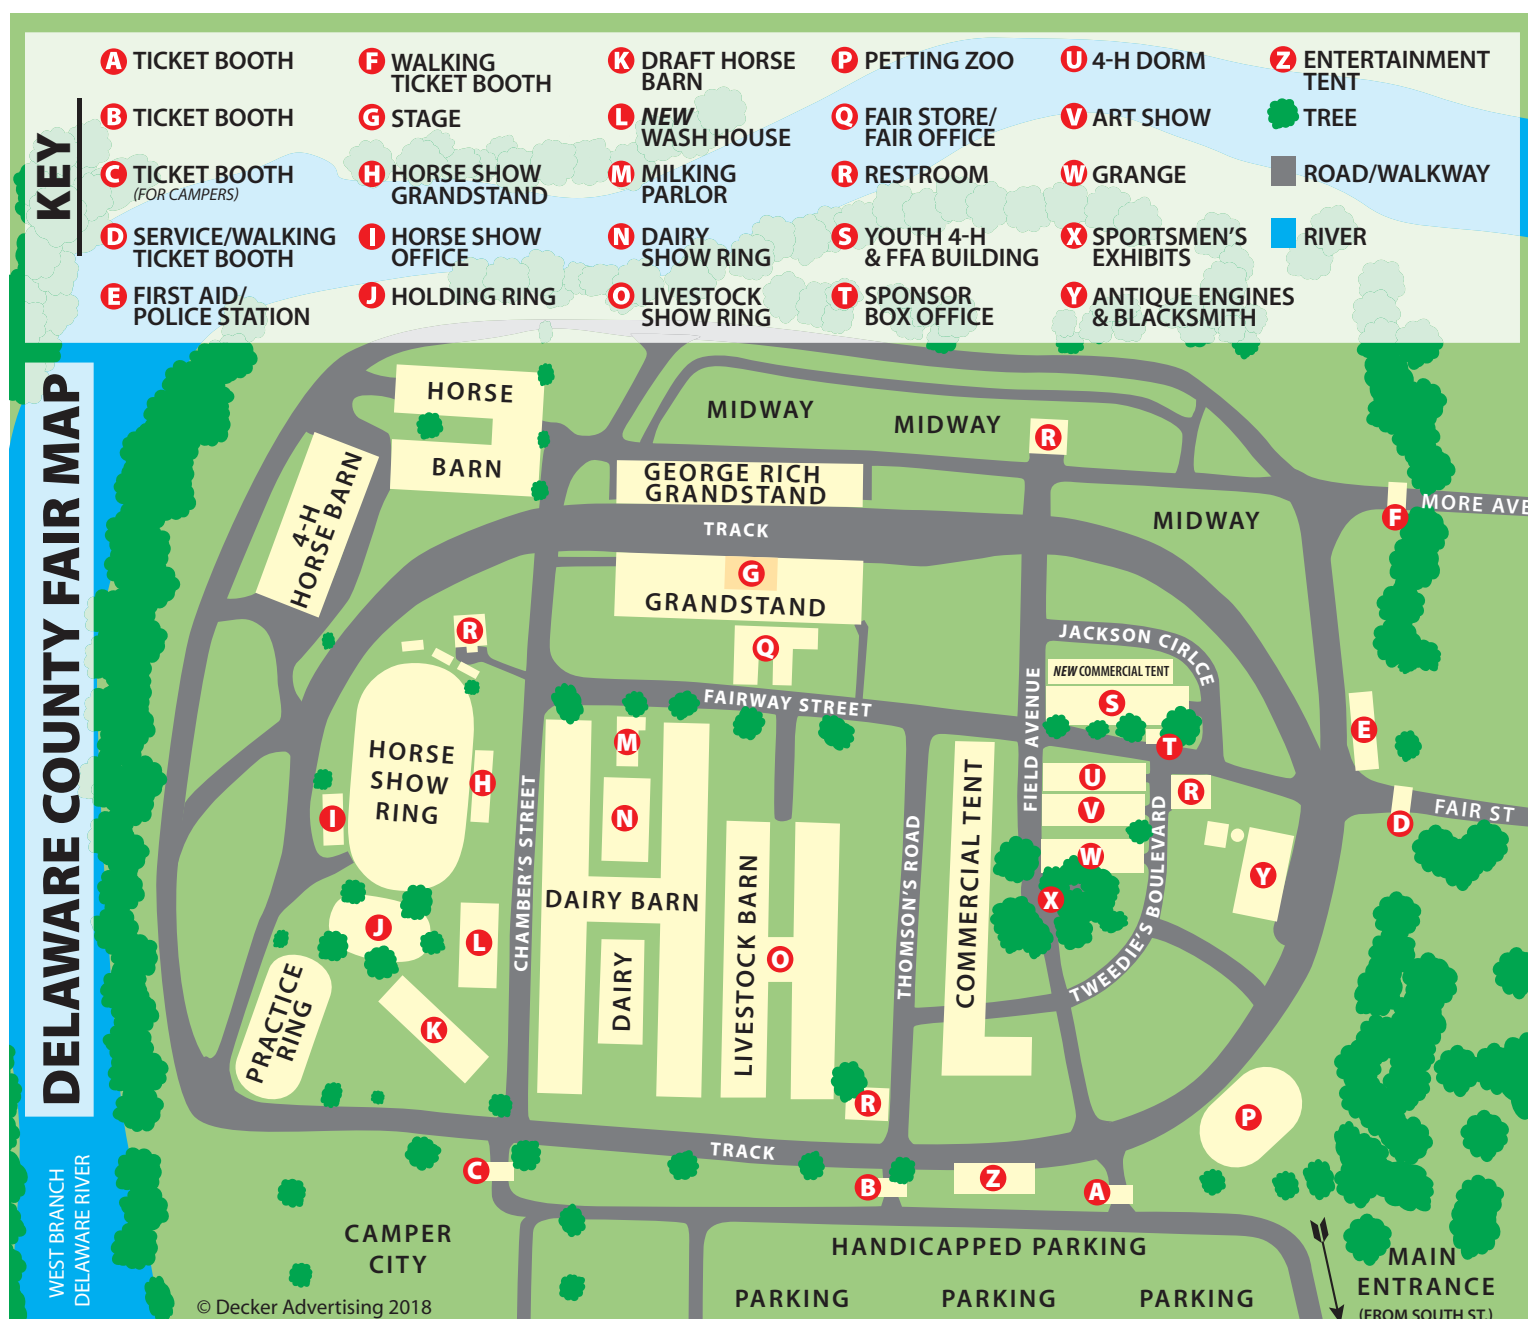 KEY
A TICKET BOOTH
B TICKET BOOTH
C TICKET BOOTH
(FOR CAMPERS)
D SERVICE/WALKING
TICKET BOOTH
E FIRST AID/
POLICE STATION
F WALKING
TICKET BOOTH
G STAGE
H HORSE SHOW
GRANDSTAND
I HORSE SHOW
OFFICE
J HOLDING RING
K DRAFT HORSE
BARN
L NEW
WASH HOUSE
M MILKING
PARLOR
N DAIRY
SHOW RING
O LIVESTOCK
SHOW RING
P PETTING ZOO
Q FAIR STORE/
FAIR OFFICE
R RESTROOM
S YOUTH 4-H
& FFA BUILDING
T SPONSOR
BOX OFFICE
U 4-H DORM
V ART SHOW
W GRANGE
X SPORTSMEN'S
EXHIBITS
Y ANTIQUE ENGINES
& BLACKSMITH
Z ENTERTAINMENT
TENT
TREE
ROAD/WALKWAY
RIVER
DELAWARE COUNTY FAIR MAP
WEST BRANCH
DELAWARE RIVER
HORSE
BARN
4-H
HORSE BARN
MIDWAY
MIDWAY
R
GEORGE RICH
GRANDSTAND
TRACK
MIDWAY
F
MORE AVE
G
GRANDSTAND
R
Q
JACKSON CIRLCE
NEW COMMERCIAL TENT
S
FAIRWAY STREET
FIELD AVENUE
T
E
M
HORSE
SHOW
RING
H
I
N
U
V
R
W
X
Y
D
FAIR ST
CHAMBER'S STREET
DAIRY BARN
DAIRY
LIVESTOCK BARN
O
THOMSON'S ROAD
COMMERCIAL TENT
TWEEDIE'S BOULEVARD
J
L
K
PRACTICE
RING
R
P
TRACK
C
B
Z
A
CAMPER
CITY
HANDICAPPED PARKING
PARKING
PARKING
PARKING
MAIN
ENTRANCE
(FROM SOUTH ST.)
© Decker Advertising 2018